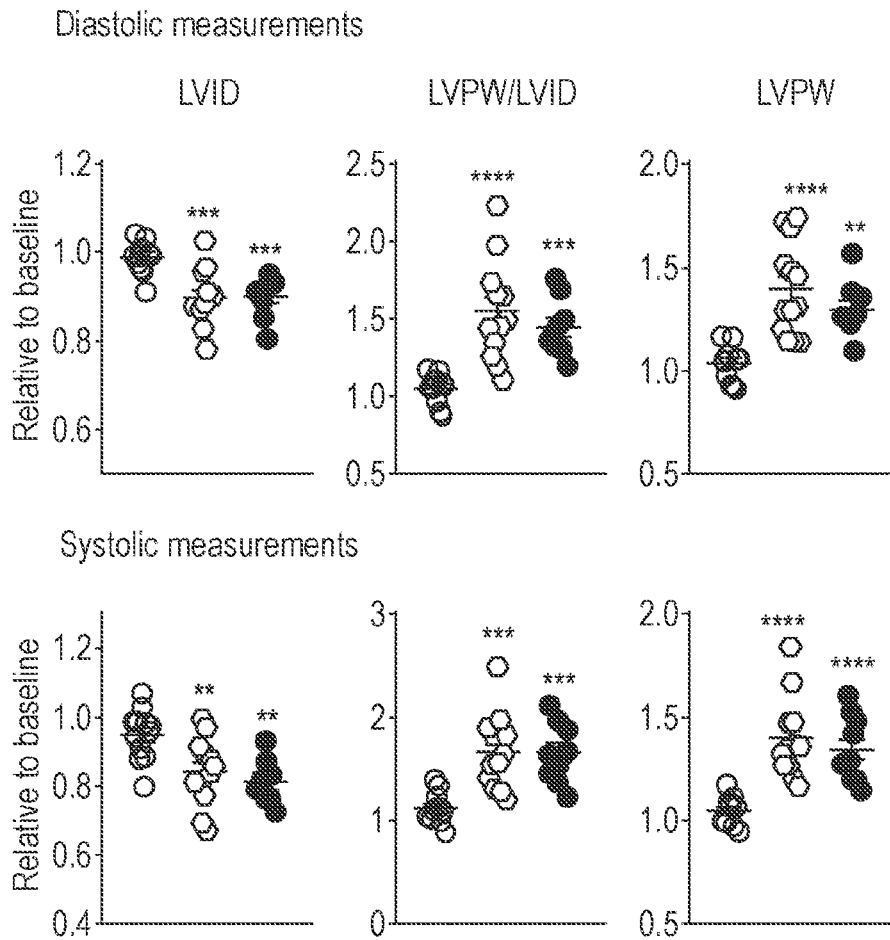 Diastolic measurements
LVID LVPW/LVID LVPW
Relative to baseline
1.2 1.0 0.8 0.6
*** ***
2.5 2.0 1.5 1.0 0.5
**** ***
2.0 1.5 1.0 0.5
**** **
Systolic measurements
Relative to baseline
1.2 1.0 0.8 0.6 0.4
** **
3 2 1 0
*** ***
2.0 1.5 1.0 0.5
**** ****